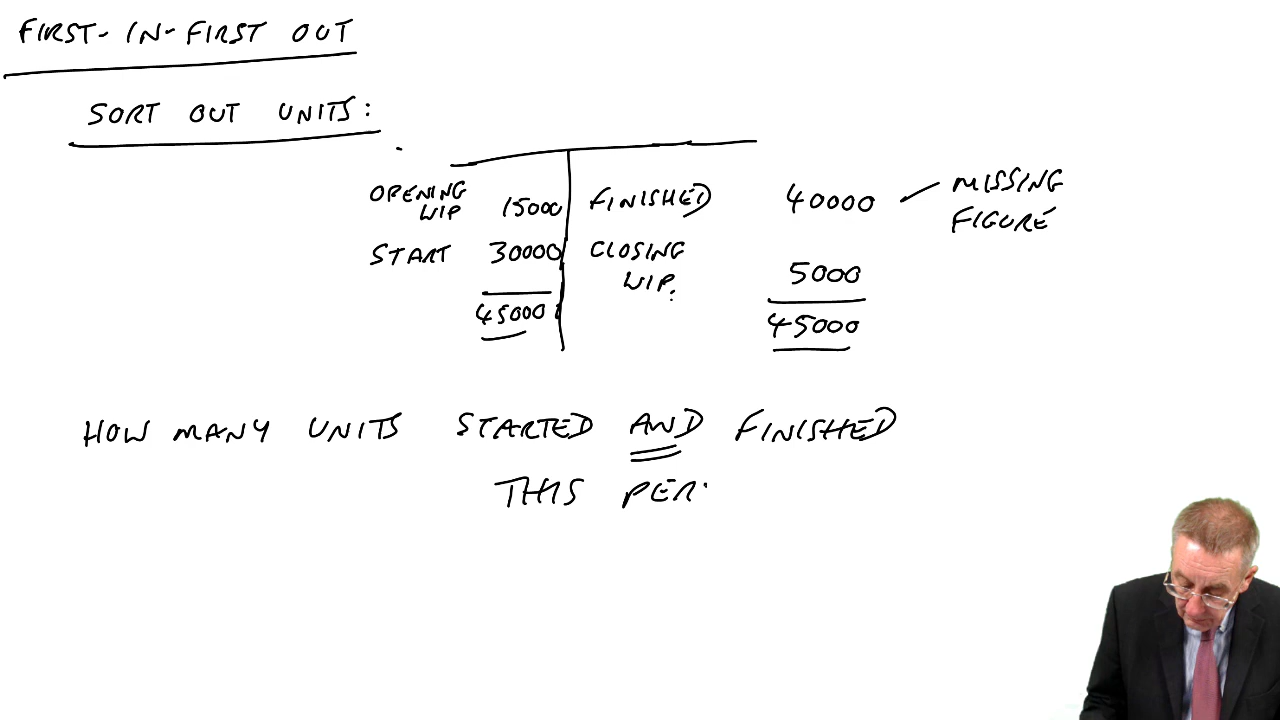 FIRST-IN-FIRST OUT
SORT OUT UNITS:
OPENING WIP 15000 FINISHED 40000 MISSING FIGURE
START 30000 CLOSING WIP. 5000
45000 45000
HOW MANY UNITS STARTED AND FINISHED
THIS PER